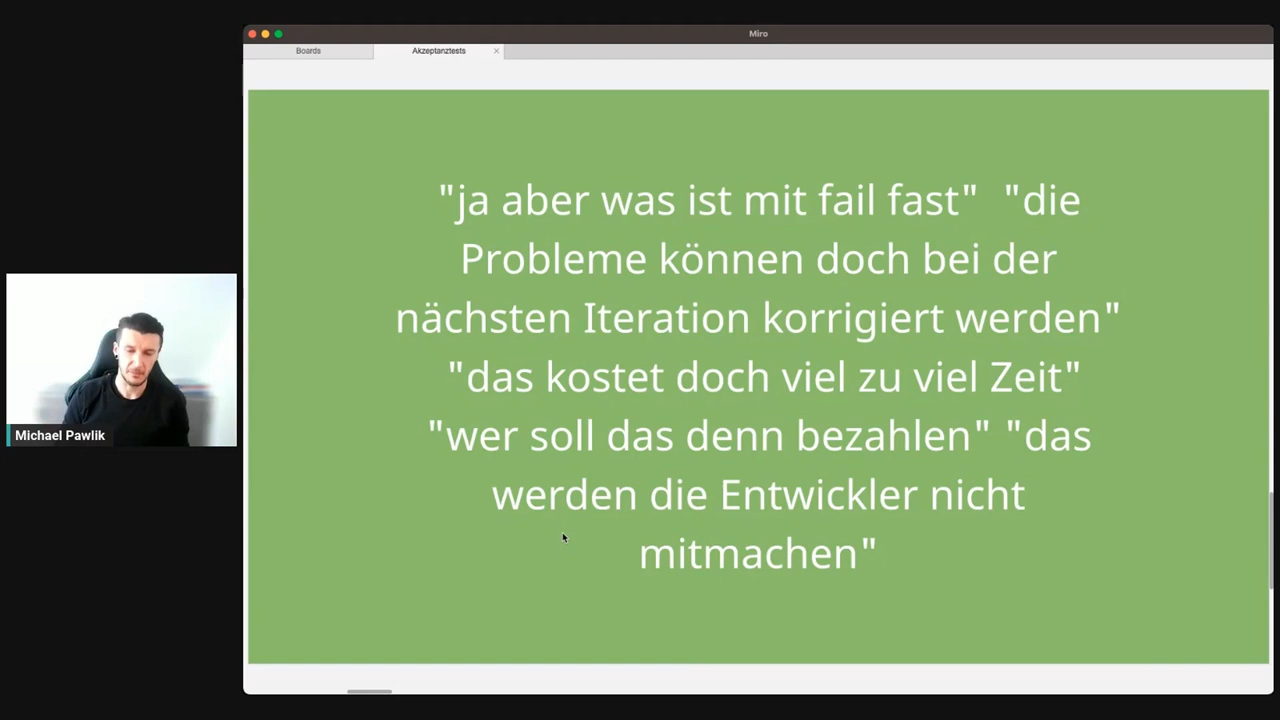 Miro
Boards
Akzeptanztests
"ja aber was ist mit fail fast"  "die
Probleme können doch bei der
nächsten Iteration korrigiert werden"
"das kostet doch viel zu viel Zeit"
"wer soll das denn bezahlen" "das
werden die Entwickler nicht
mitmachen"
Michael Pawlik